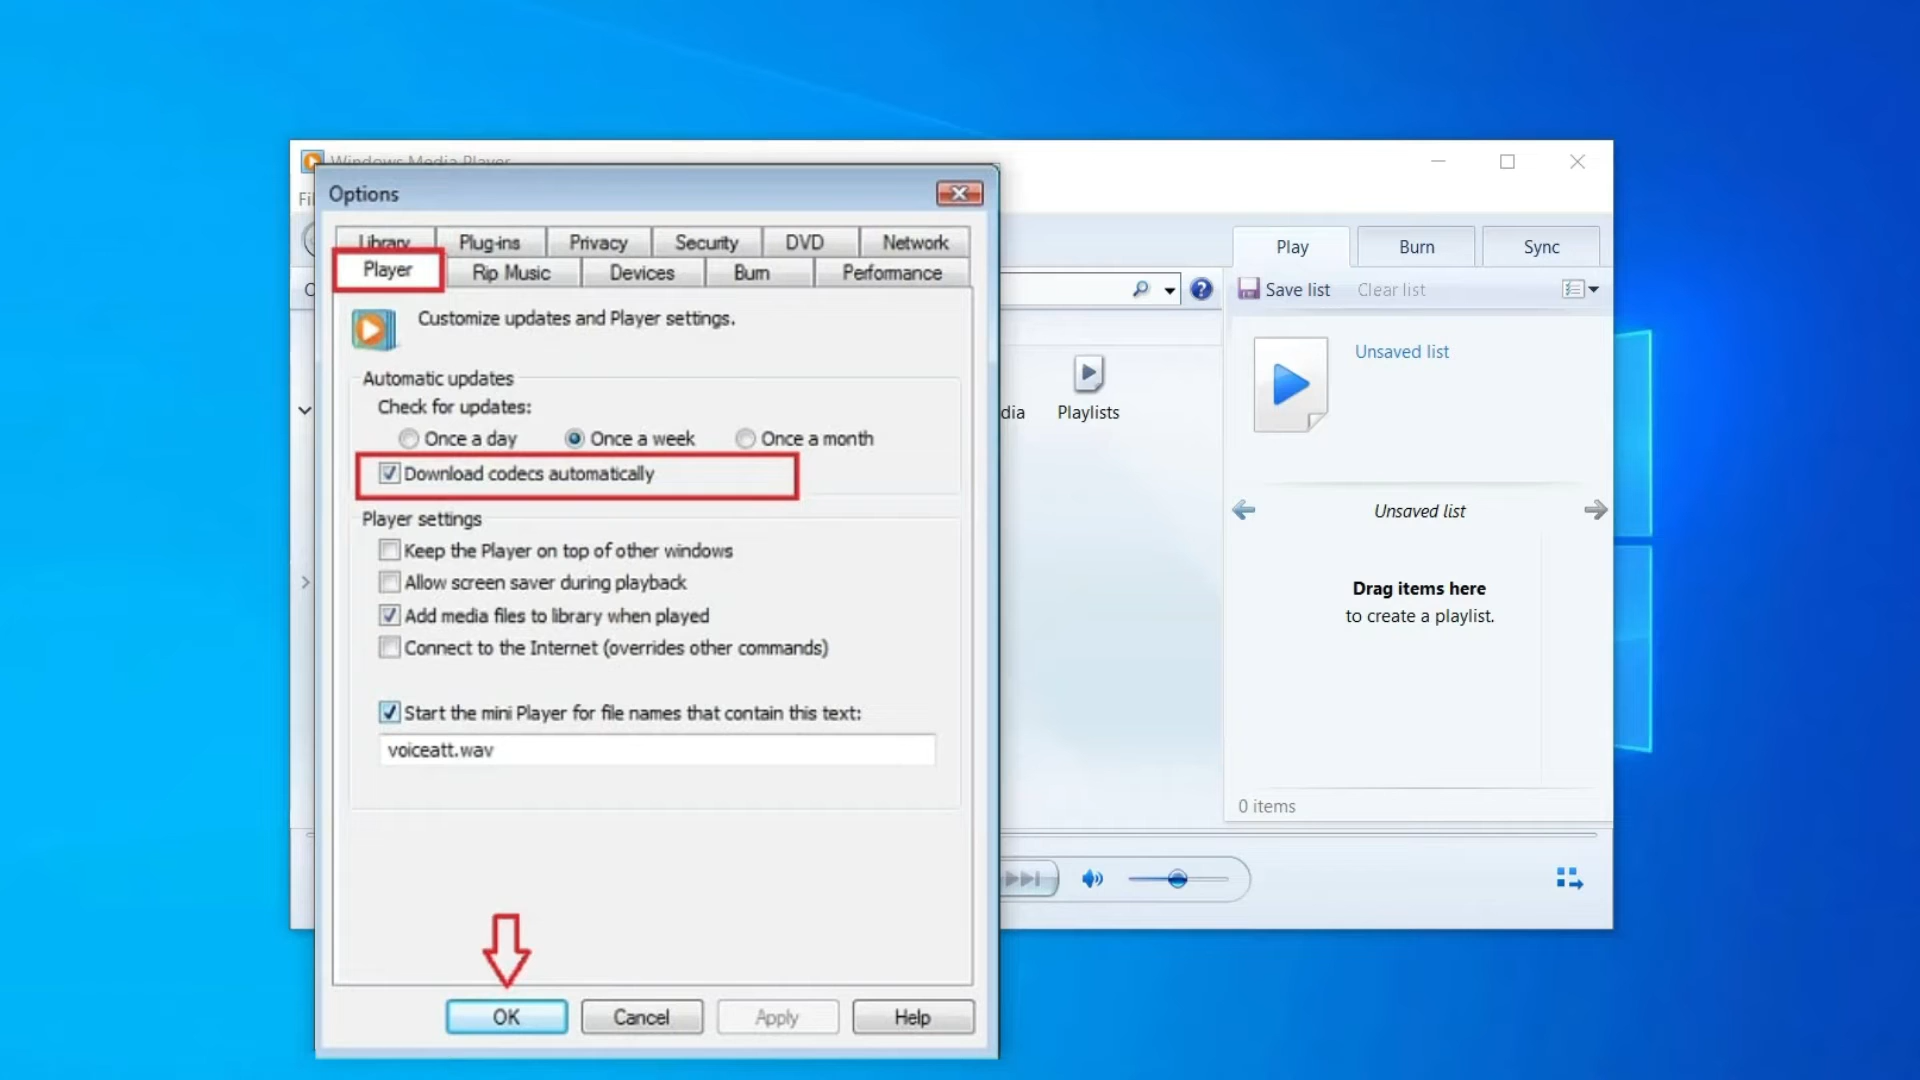 Windows Media Player
Options
Library Plug-ins Privacy Security DVD Network
Player Rip Music Devices Burn Performance
Customize updates and Player settings.
Automatic updates
Check for updates:
Once a day Once a week Once a month
Download codecs automatically
Player settings
Keep the Player on top of other windows
Allow screen saver during playback
Add media files to library when played
Connect to the Internet (overrides other commands)
Start the mini Player for file names that contain this text:
voiceatt.wav
OK Cancel Apply Help
Play Burn Sync
Save list Clear list
Unsaved list
Playlists
Unsaved list
Drag items here
to create a playlist.
0 items